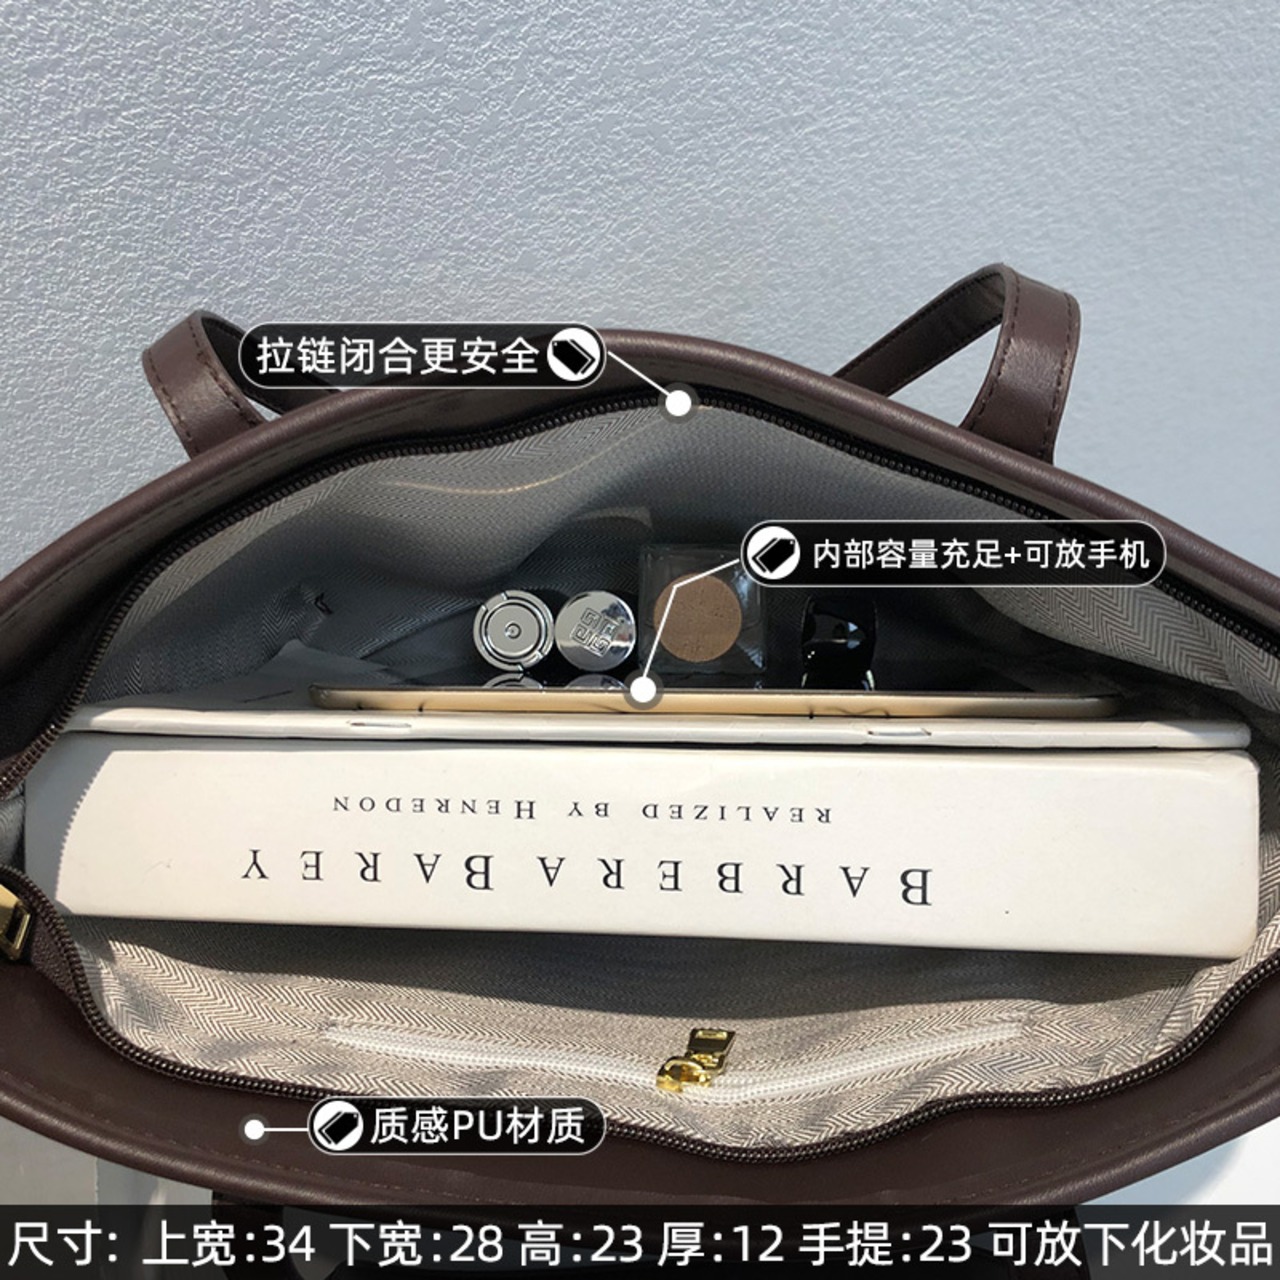 拉链闭合更安全
内部容量充足+可放手机
REALIZED BY HENREDON
BARBERA BAREY
质感PU材质
尺寸: 上宽:34 下宽:28 高:23 厚:12 手提:23 可放下化妆品